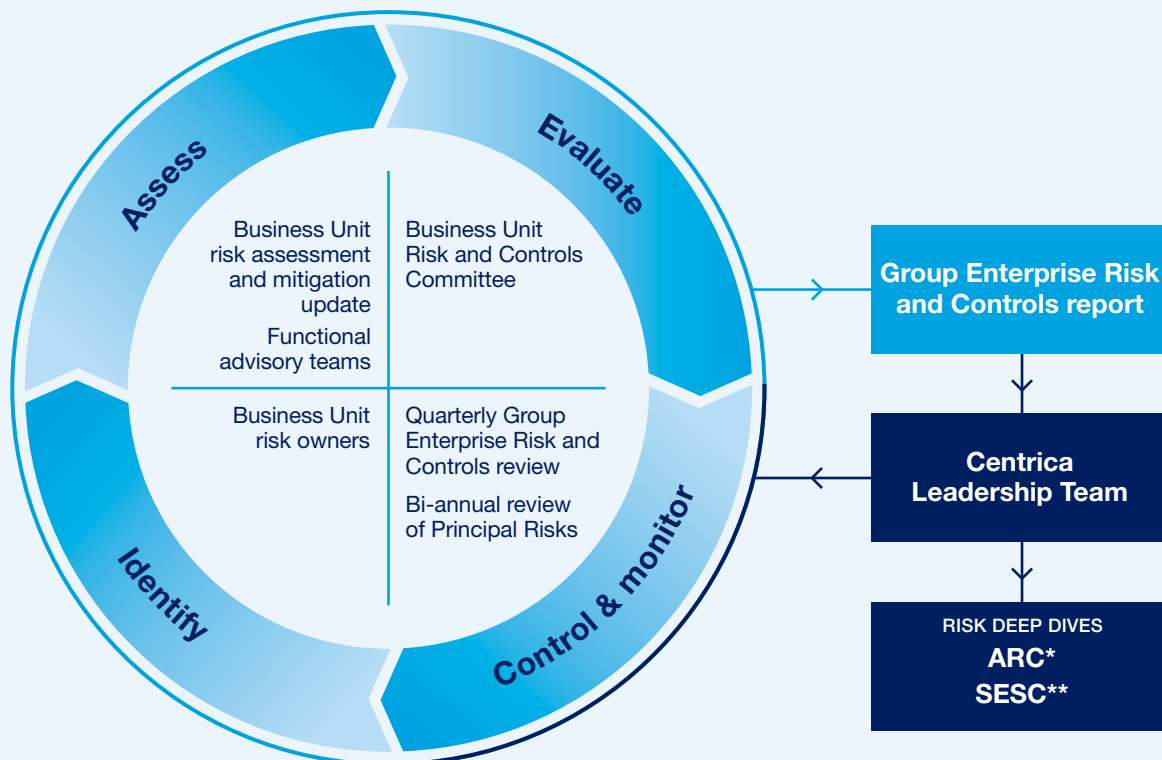 Assess
Evaluate
Business Unit
risk assessment
and mitigation
update
Functional
advisory teams
Business Unit
Risk and Controls
Committee
Business Unit
risk owners
Quarterly Group
Enterprise Risk and
Controls review
Bi-annual review
of Principal Risks
Identify
Control & monitor
Group Enterprise Risk
and Controls report
Centrica
Leadership Team
RISK DEEP DIVES
ARC*
SESC**